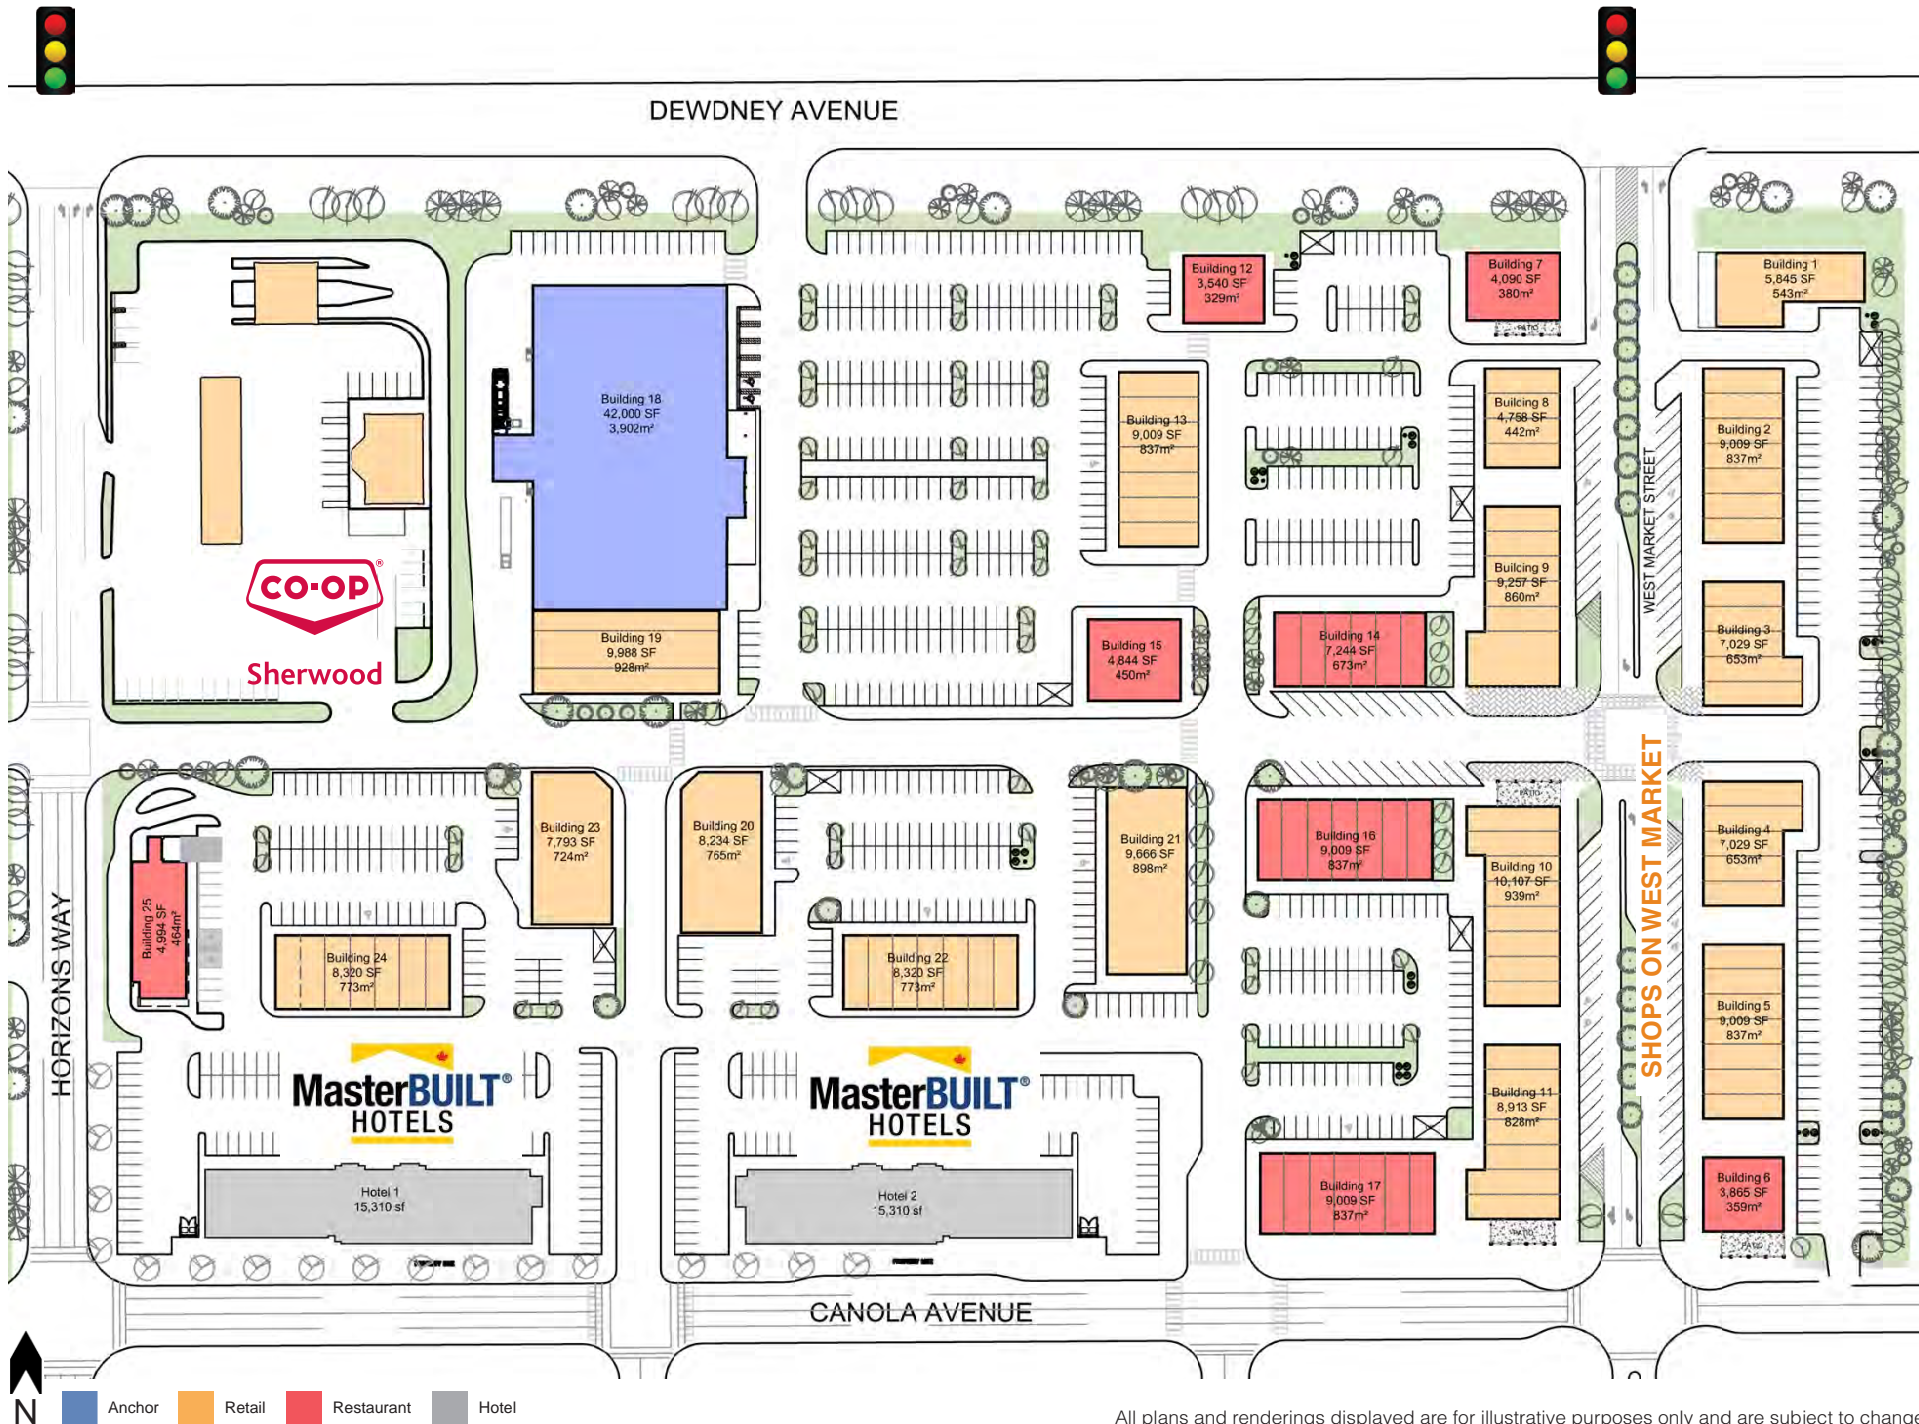 DEWDNEY AVENUE
Building 12
3,540 SF
329m²
Building 7
4,090 SF
380m²
PATIO
Building 1
5,845 SF
543m²
Building 18
42,000 SF
3,902m²
Building 13
9,009 SF
837m²
Building 8
4,758 SF
442m²
Building 2
9,009 SF
837m²
WEST MARKET STREET
CO-OP®
Sherwood
Building 9
9,257 SF
860m²
Building 19
9,988 SF
928m²
Building 15
4,844 SF
450m²
Building 14
7,244 SF
673m²
Building 3
7,029 SF
653m²
SHOPS ON WEST MARKET
Building 23
7,793 SF
724m²
Building 20
8,234 SF
765m²
Building 21
9,666 SF
898m²
Building 16
9,009 SF
837m²
PATIO
Building 10
10,107 SF
939m²
Building 4
7,029 SF
653m²
HORIZONS WAY
Building 25
4,994 SF
464m²
Building 24
8,320 SF
773m²
Building 22
8,320 SF
773m²
Building 5
9,009 SF
837m²
MasterBUILT®
HOTELS
MasterBUILT®
HOTELS
Building 11
8,913 SF
828m²
Hotel 1
15,310 sf
Hotel 2
15,310 sf
Building 17
9,009 SF
837m²
PATIO
Building 6
3,865 SF
359m²
PATIO
CANOLA AVENUE
N
Anchor
Retail
Restaurant
Hotel
All plans and renderings displayed are for illustrative purposes only and are subject to chang